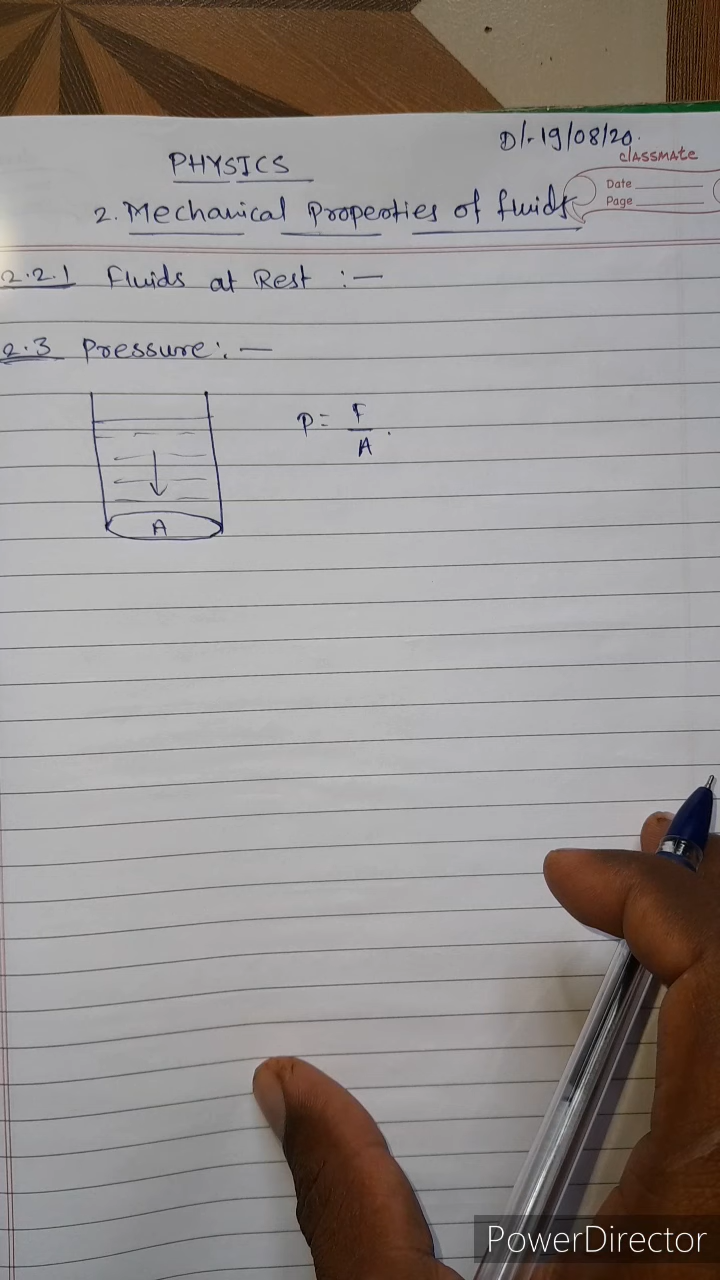 D/- 19/08/20.
PHYSICS
classmate
Date
Page
2. Mechanical Properties of fluids
2.2.1 Fluids at Rest :-
2.3 Pressure :-
P = F/A.
A
PowerDirector